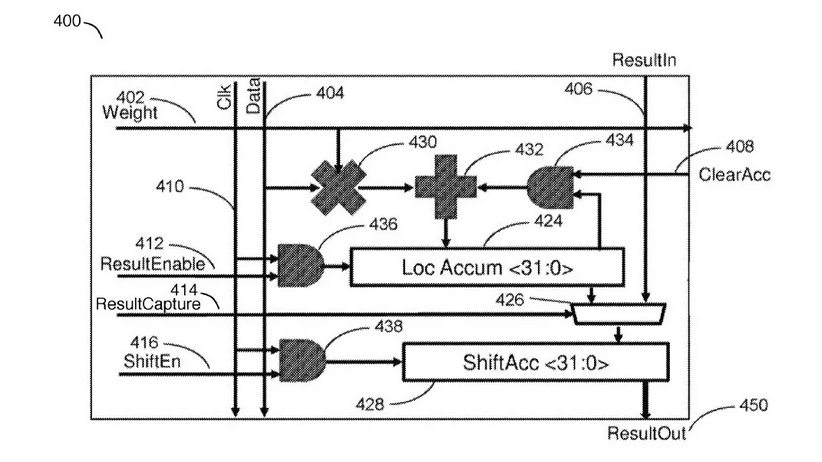 400
ResultIn
Clk
Data
402
404
406
Weight
430
432
434
408
ClearAcc
410
436
424
412
ResultEnable
Loc Accum <31:0>
414
426
ResultCapture
438
416
ShiftEn
ShiftAcc <31:0>
428
450
ResultOut